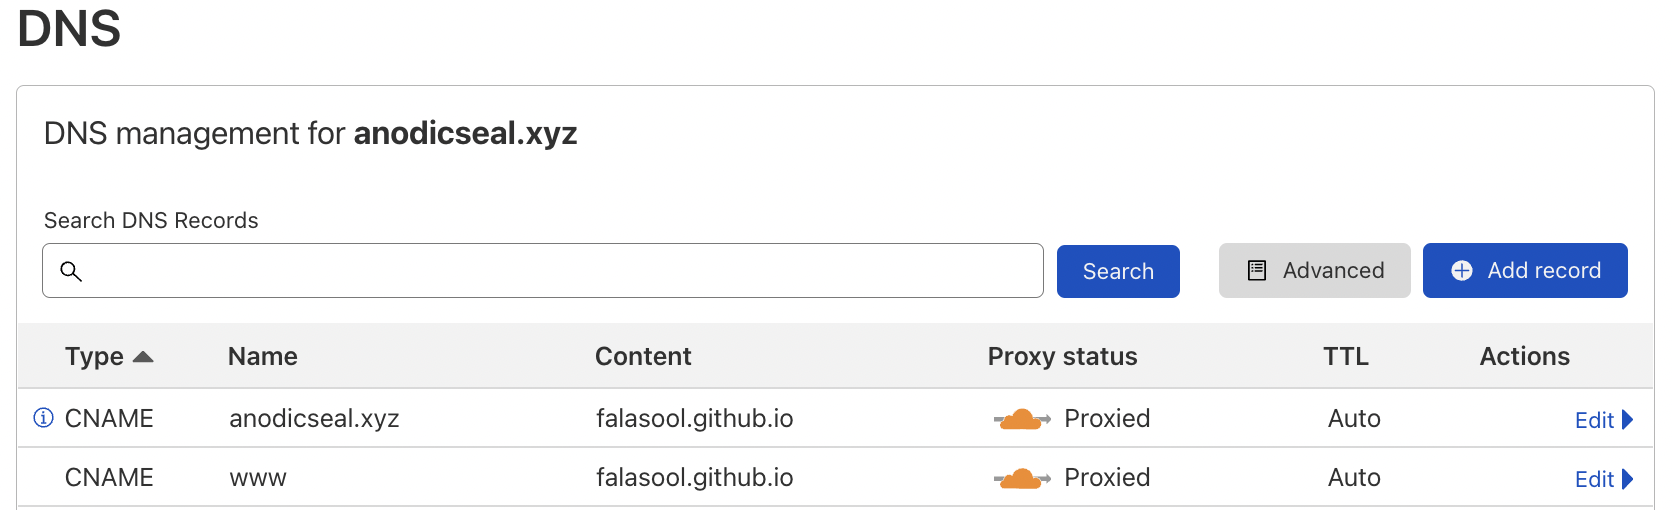 DNS
DNS management for anodicseal.xyz
Search DNS Records
Search Advanced Add record
Type Name Content Proxy status TTL Actions
CNAME anodicseal.xyz falasool.github.io Proxied Auto Edit
CNAME www falasool.github.io Proxied Auto Edit